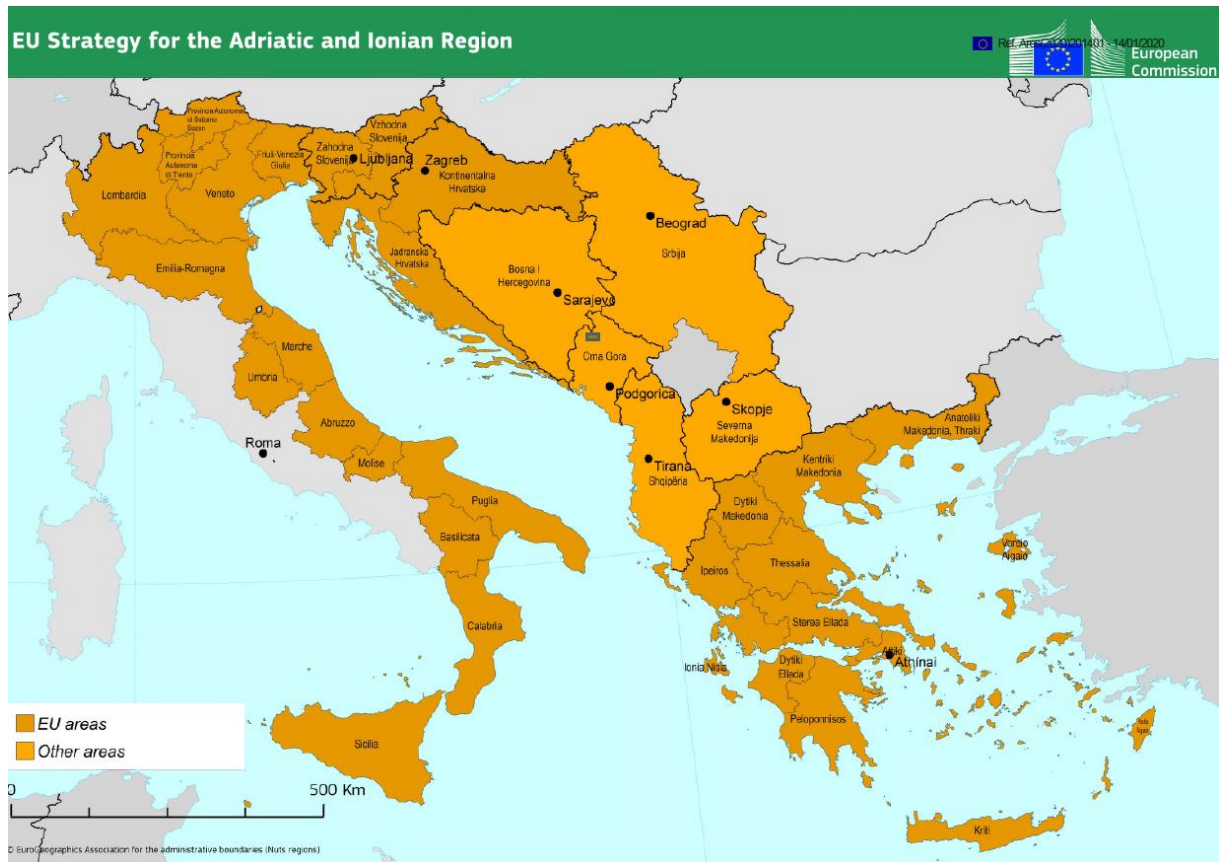 EU Strategy for the Adriatic and Ionian Region
European
Commission
Provincia Autonoma
di Bolzano
Bozen
Provincia
Autonoma
di Trento
Friuli-Venezia
Giulia
Lombardia
Veneto
Emilia-Romagna
Zahodna
Slovenija
Ljubljana
Vzhodna
Slovenija
Zagreb
Kontinentalna
Hrvatska
Jadranska
Hrvatska
Beograd
Srbija
Bosna I
Hercegovina
Sarajevo
Crna Gora
Podgorica
Skopje
Severna
Makedonija
Tirana
Shqipëria
Marche
Umbria
Abruzzo
Roma
Molise
Puglia
Basilicata
Calabria
Sicilia
Anatoliki
Makedonia, Thraki
Kentriki
Makedonia
Dytiki
Makedonia
Ipeiros
Thessalia
Voreio
Aigaio
Sterea Ellada
Ionia Nisia
Dytiki
Ellada
Attiki
Athínai
Peloponnisos
Notio
Aigaio
Kriti
EU areas
Other areas
0 500 Km
EuroGeographics Association for the administrative boundaries (Nuts regions)